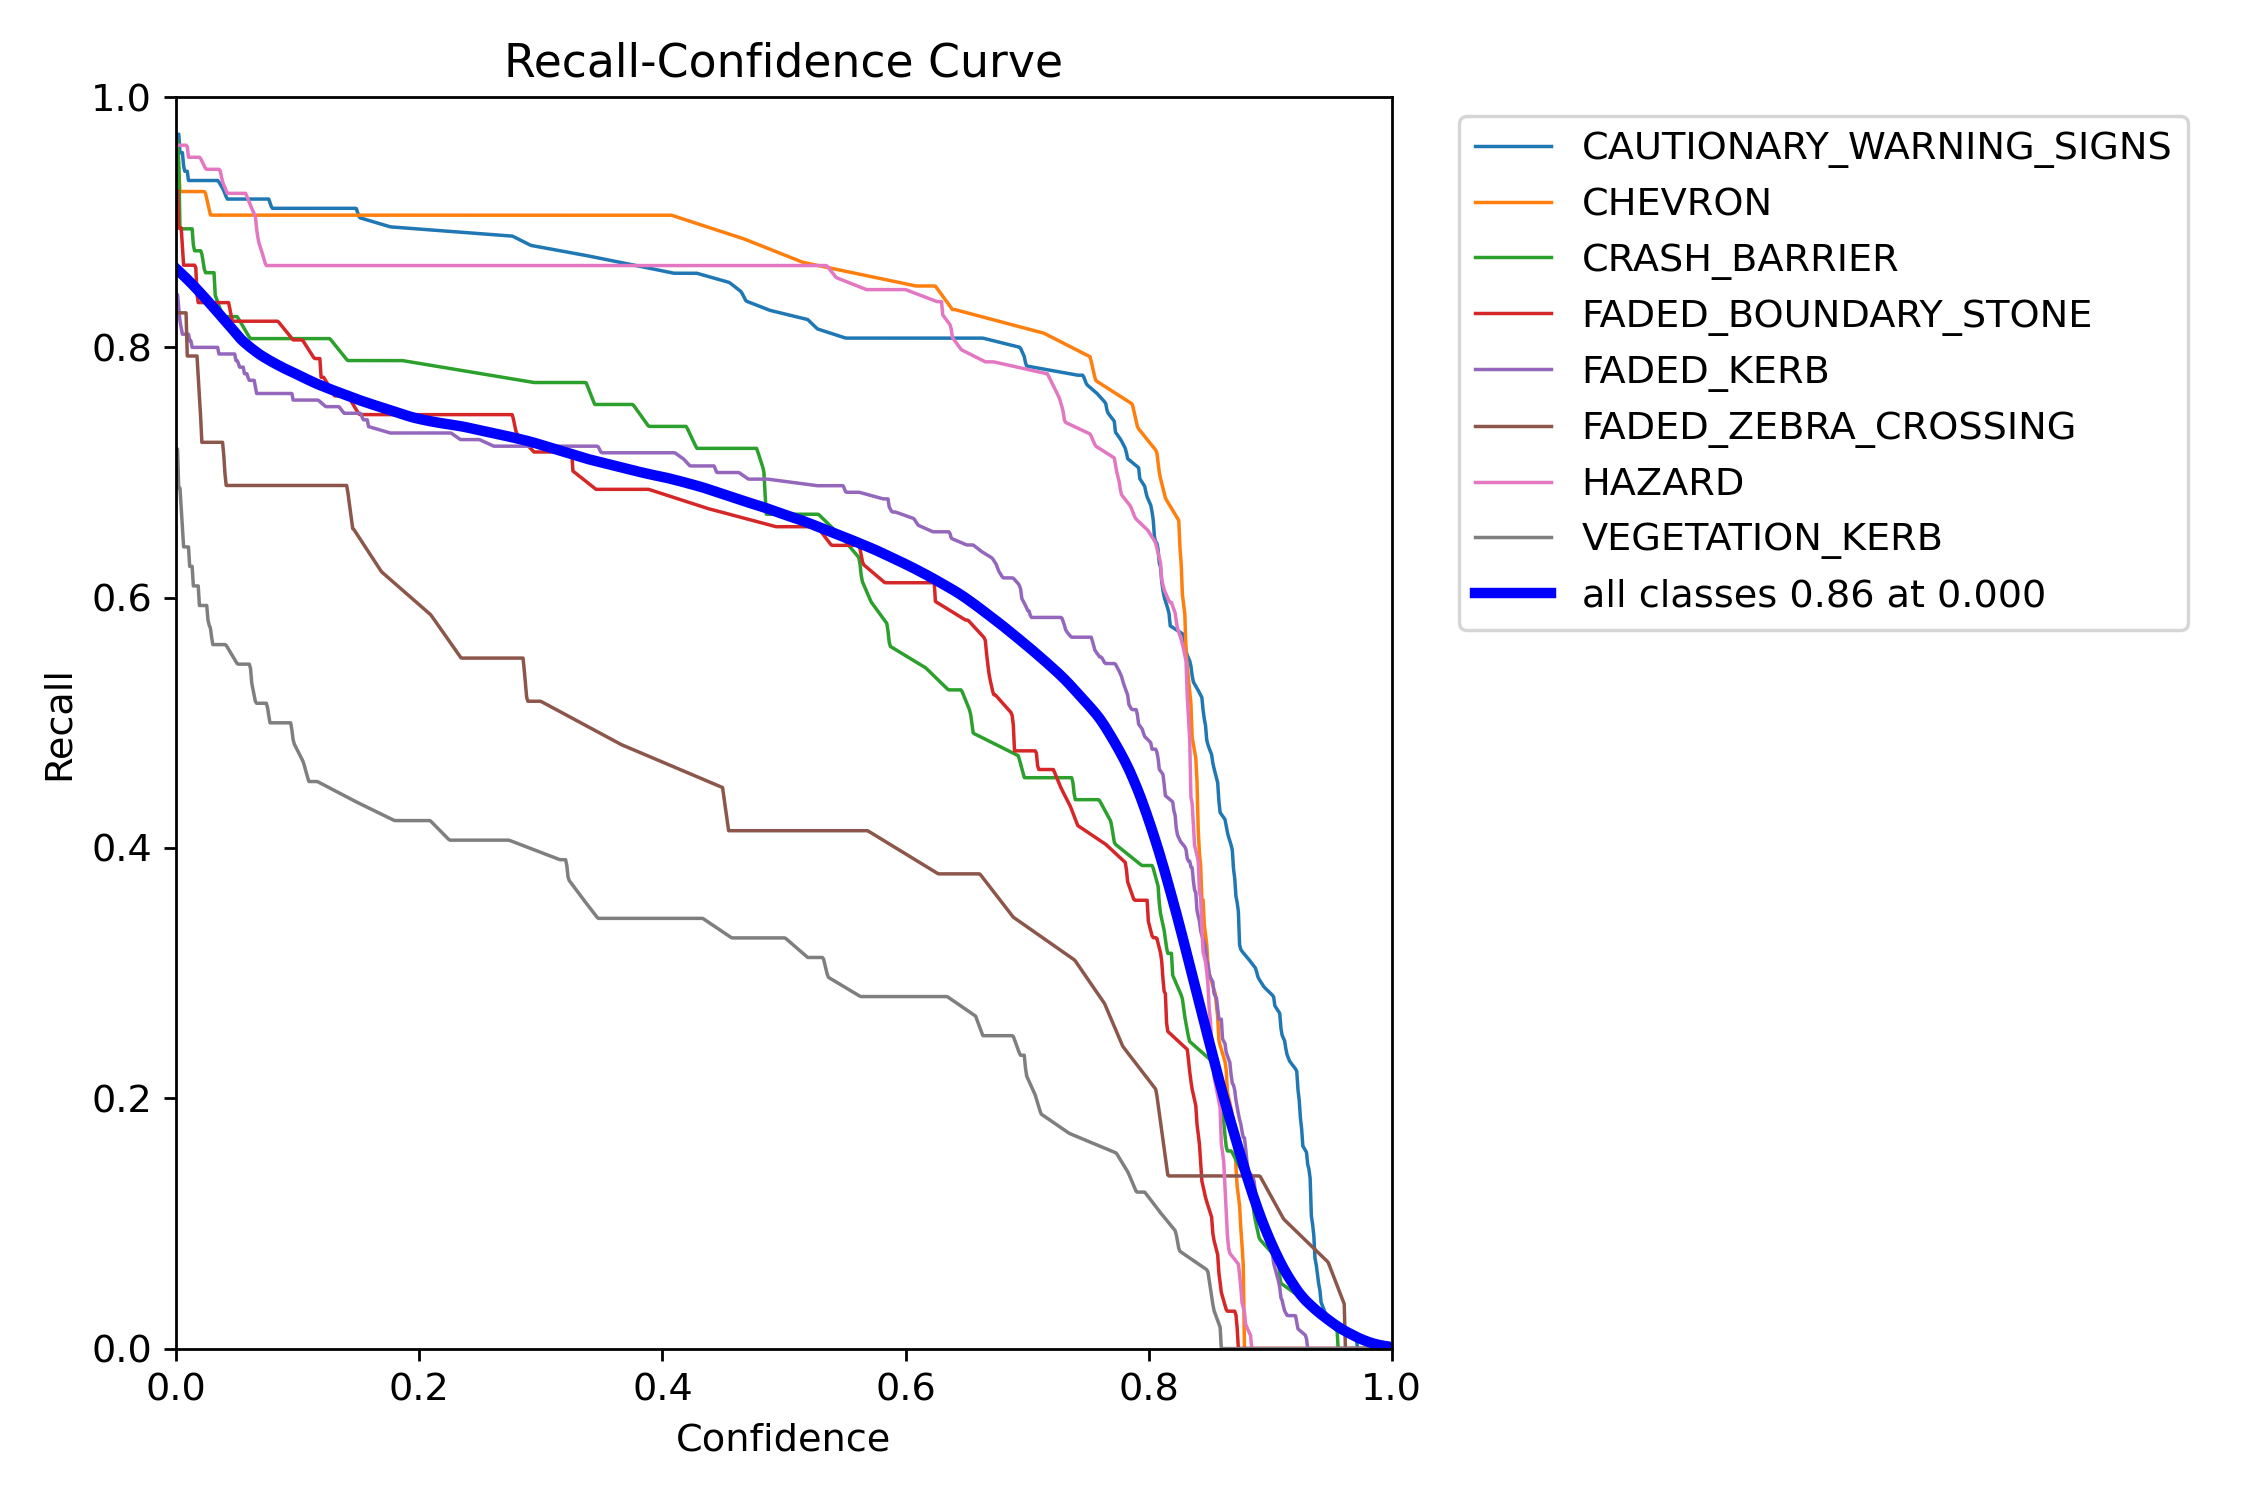 Recall-Confidence Curve
1.0
0.8
0.6
0.4
0.2
0.0
Recall
0.0 0.2 0.4 0.6 0.8 1.0
Confidence
CAUTIONARY_WARNING_SIGNS
CHEVRON
CRASH_BARRIER
FADED_BOUNDARY_STONE
FADED_KERB
FADED_ZEBRA_CROSSING
HAZARD
VEGETATION_KERB
all classes 0.86 at 0.000